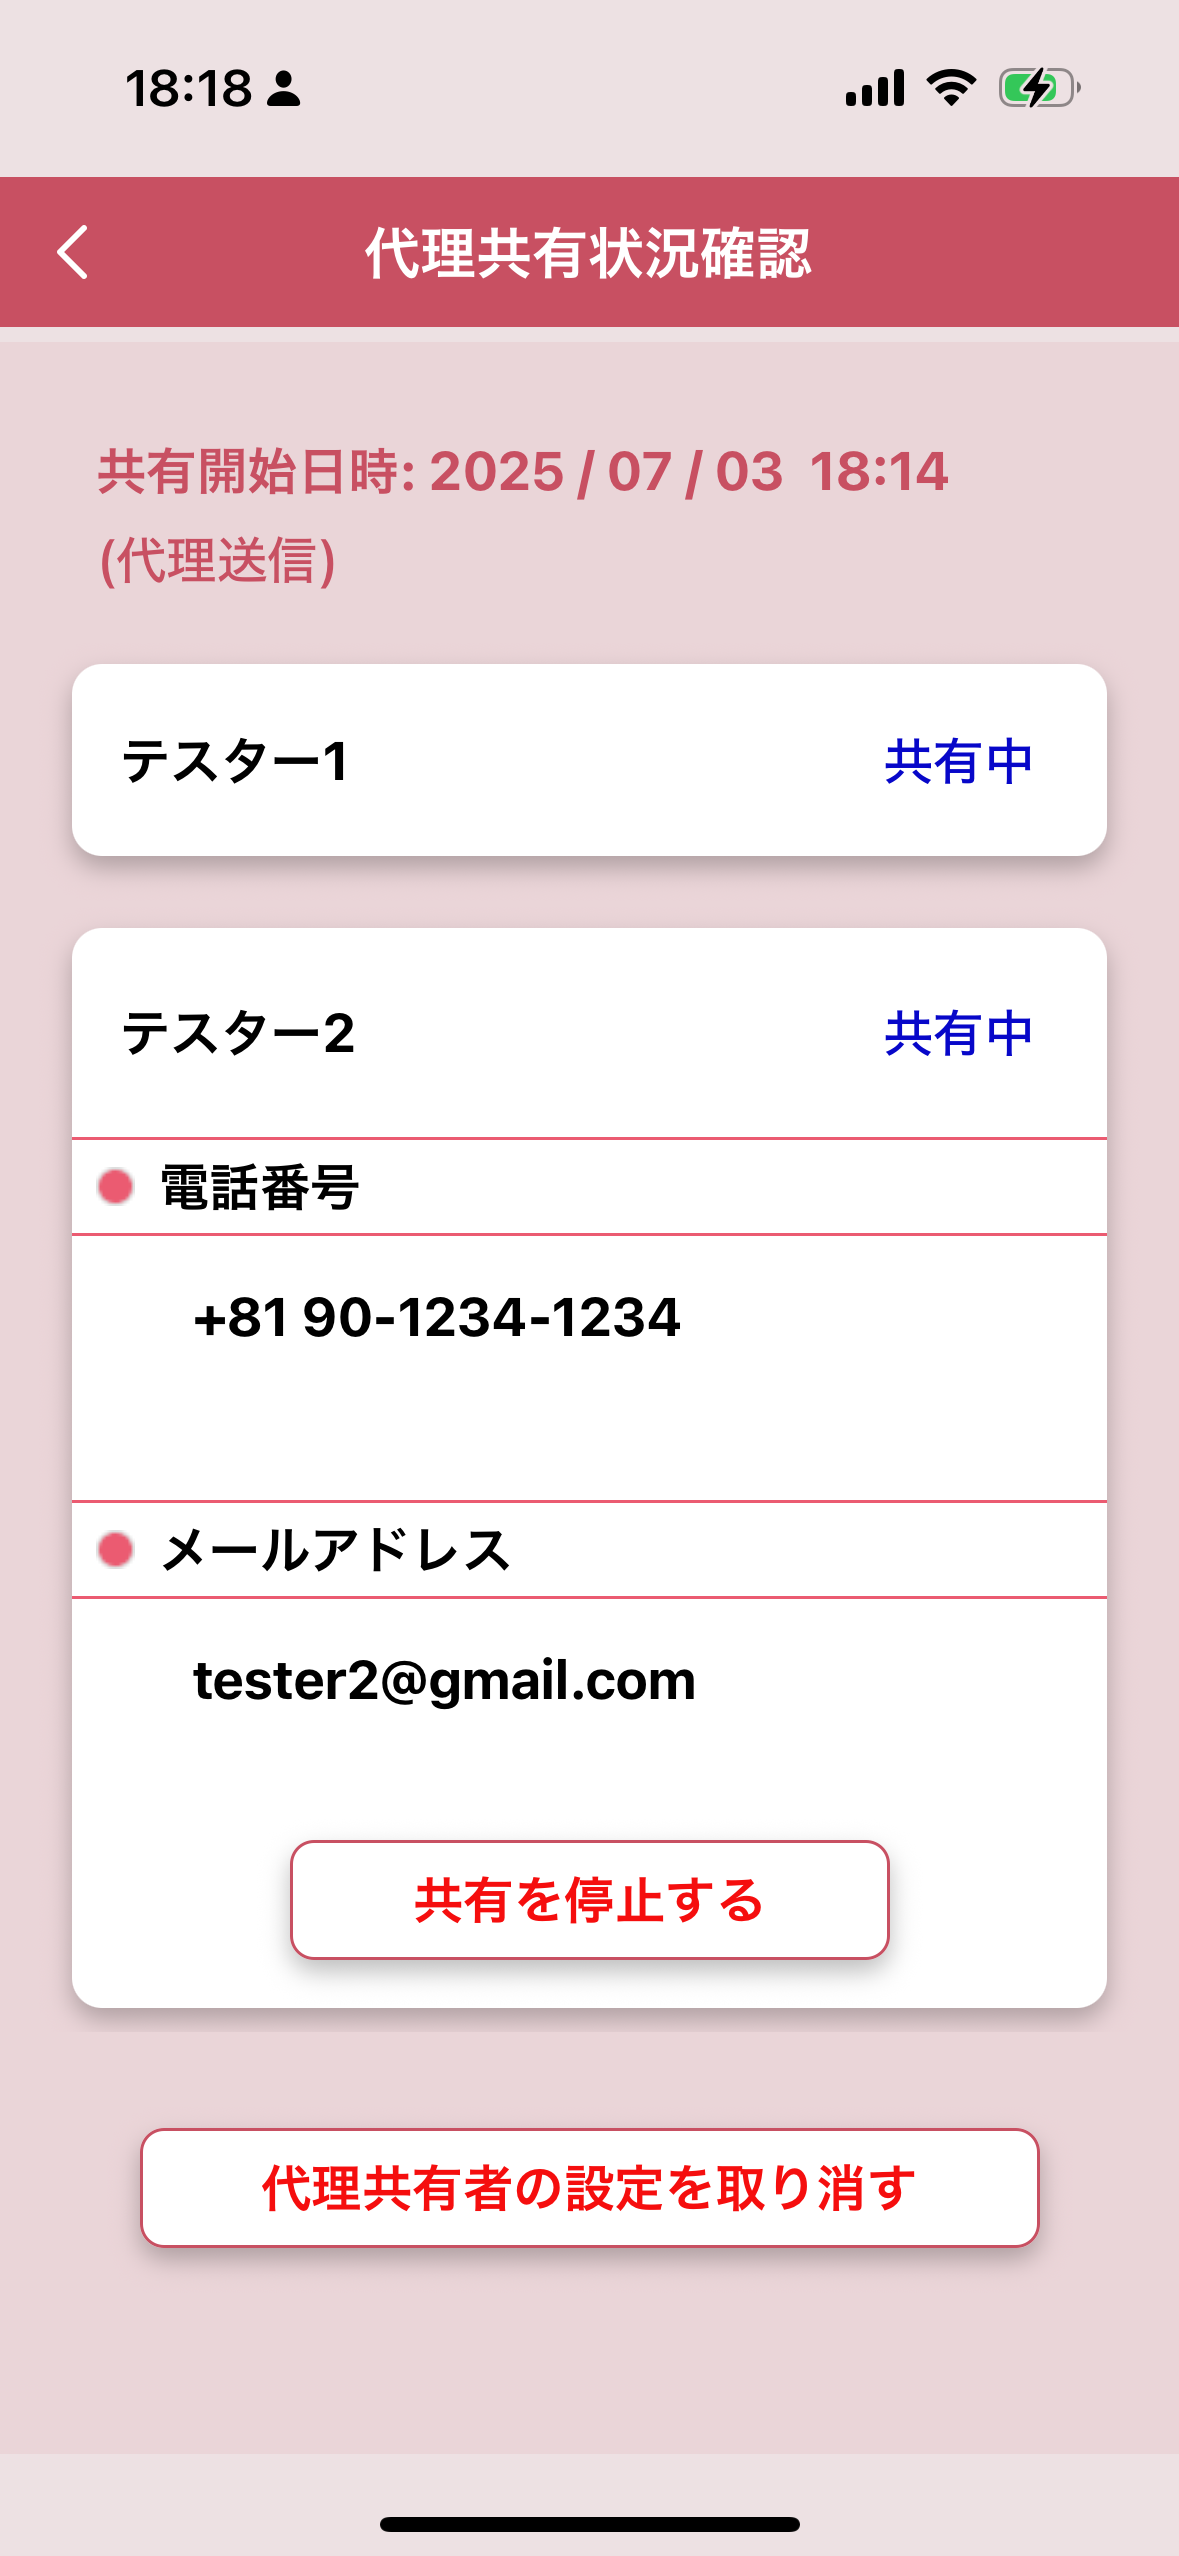 18:18
代理共有状況確認
共有開始日時: 2025 / 07 / 03 18:14
(代理送信)
テスター1 共有中
テスター2 共有中
電話番号
+81 90-1234-1234
メールアドレス
tester2@gmail.com
共有を停止する
代理共有者の設定を取り消す